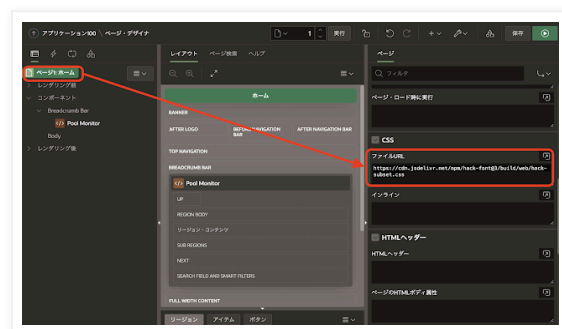 アプリケーション100 \ ページ・デザイナ
1
実行
保存
ページ1: ホーム
レンダリング前
コンポーネント
Breadcrumb Bar
</> Pool Monitor
Body
レンダリング後
レイアウト
ページ検索
ヘルプ
ホーム
BANNER
AFTER LOGO
BEFORE NAVIGATION BAR
AFTER NAVIGATION BAR
TOP NAVIGATION
BREADCRUMB BAR
</> Pool Monitor
UP
REGION BODY
リージョン・コンテンツ
SUB REGIONS
NEXT
SEARCH FIELD AND SMART FILTERS
FULL WIDTH CONTENT
リージョン
アイテム
ボタン
ページ
フィルタ
ページ・ロード時に実行
CSS
ファイルURL
https://cdn.jsdelivr.net/npm/hack-font@3/build/web/hack-
subset.css
インライン
HTMLヘッダー
HTMLヘッダー
ページのHTMLボディ属性